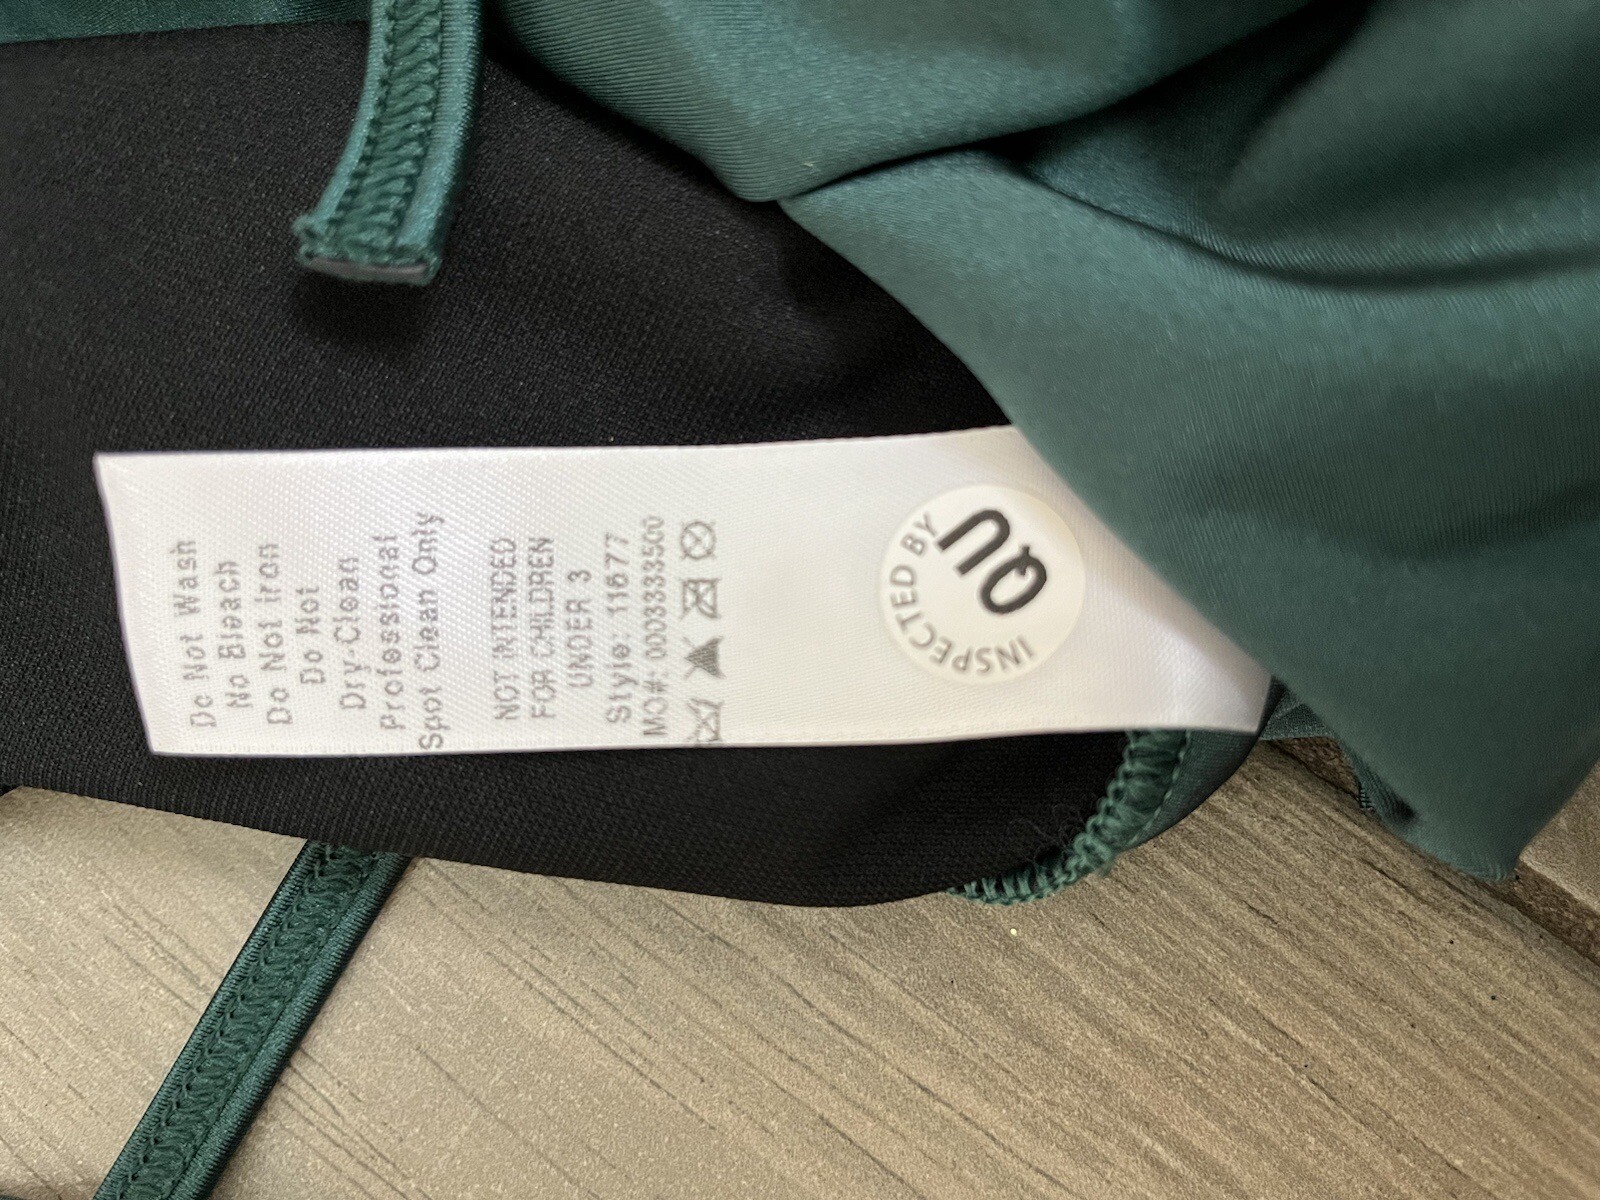 Do Not Wash
No Bleach
Do Not iron
Do Not
Dry-Clean
Professional
Spot Clean Only
NOT INTENDED
FOR CHILDREN
UNDER 3
Style: 11677
MO#: 0003333500
INSPECTED BY
QU